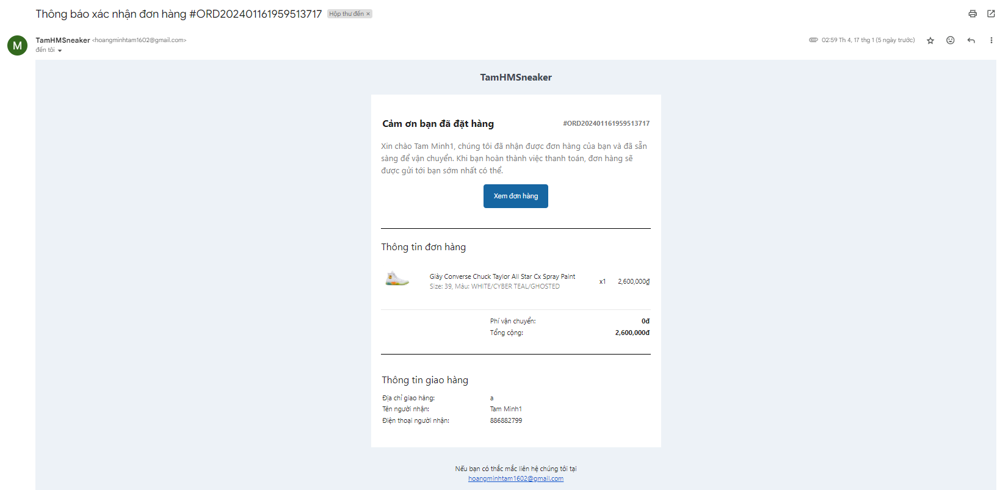 Thông báo xác nhận đơn hàng #ORD202401161959513717 Hộp thư đến ×
M
TamHMSneaker <hoangminhtam1602@gmail.com>
02:59 Th 4, 17 thg 1 (5 ngày trước)
đến tôi
TamHMSneaker
Cảm ơn bạn đã đặt hàng
#ORD202401161959513717
Xin chào Tam Minh1, chúng tôi đã nhận được đơn hàng của bạn và đã sẵn
sàng để vận chuyển. Khi bạn hoàn thành việc thanh toán, đơn hàng sẽ
được gửi tới bạn sớm nhất có thể.
Xem đơn hàng
Thông tin đơn hàng
Giày Converse Chuck Taylor All Star Cx Spray Paint
Size: 39, Màu: WHITE/CYBER TEAL/GHOSTED
x1 2,600,000₫
Phí vận chuyển: 0đ
Tổng cộng: 2,600,000đ
Thông tin giao hàng
Địa chỉ giao hàng: a
Tên người nhận: Tam Minh1
Điện thoại người nhận: 886882799
Nếu bạn có thắc mắc liên hệ chúng tôi tại
hoangminhtam1602@gmail.com